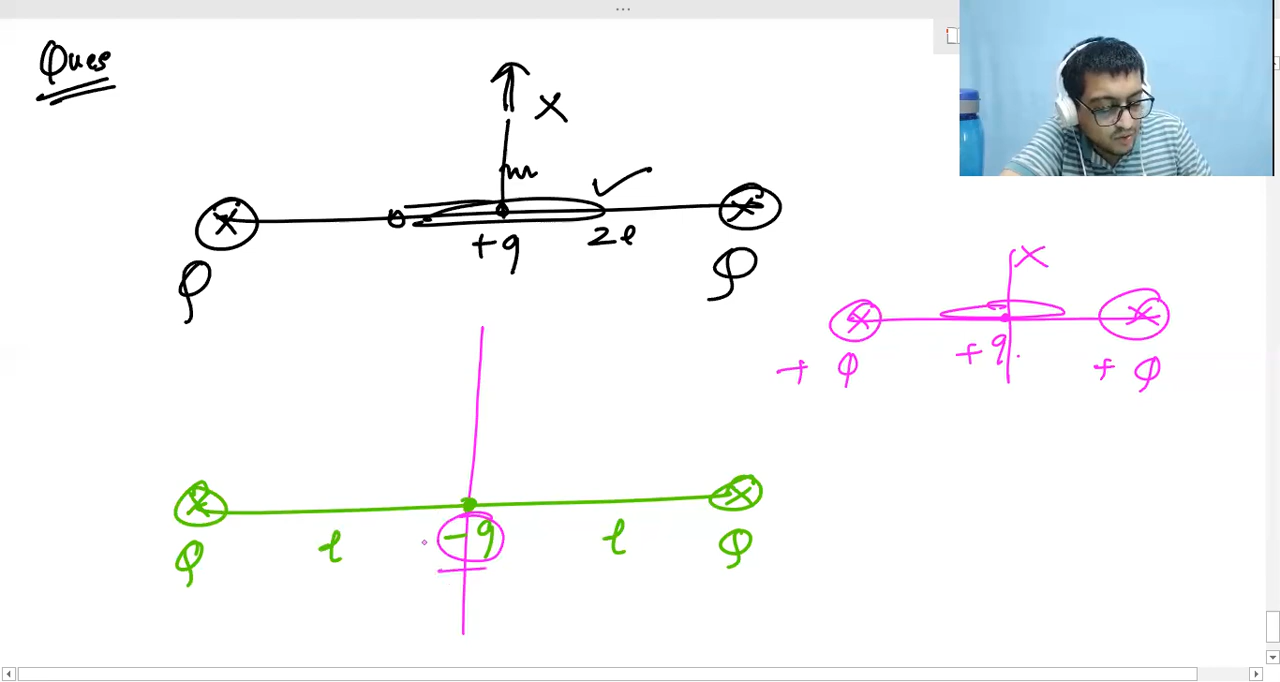 Ques
X
+q 2l
Q Q
X
+q
+ Q + Q
l -q l
Q Q